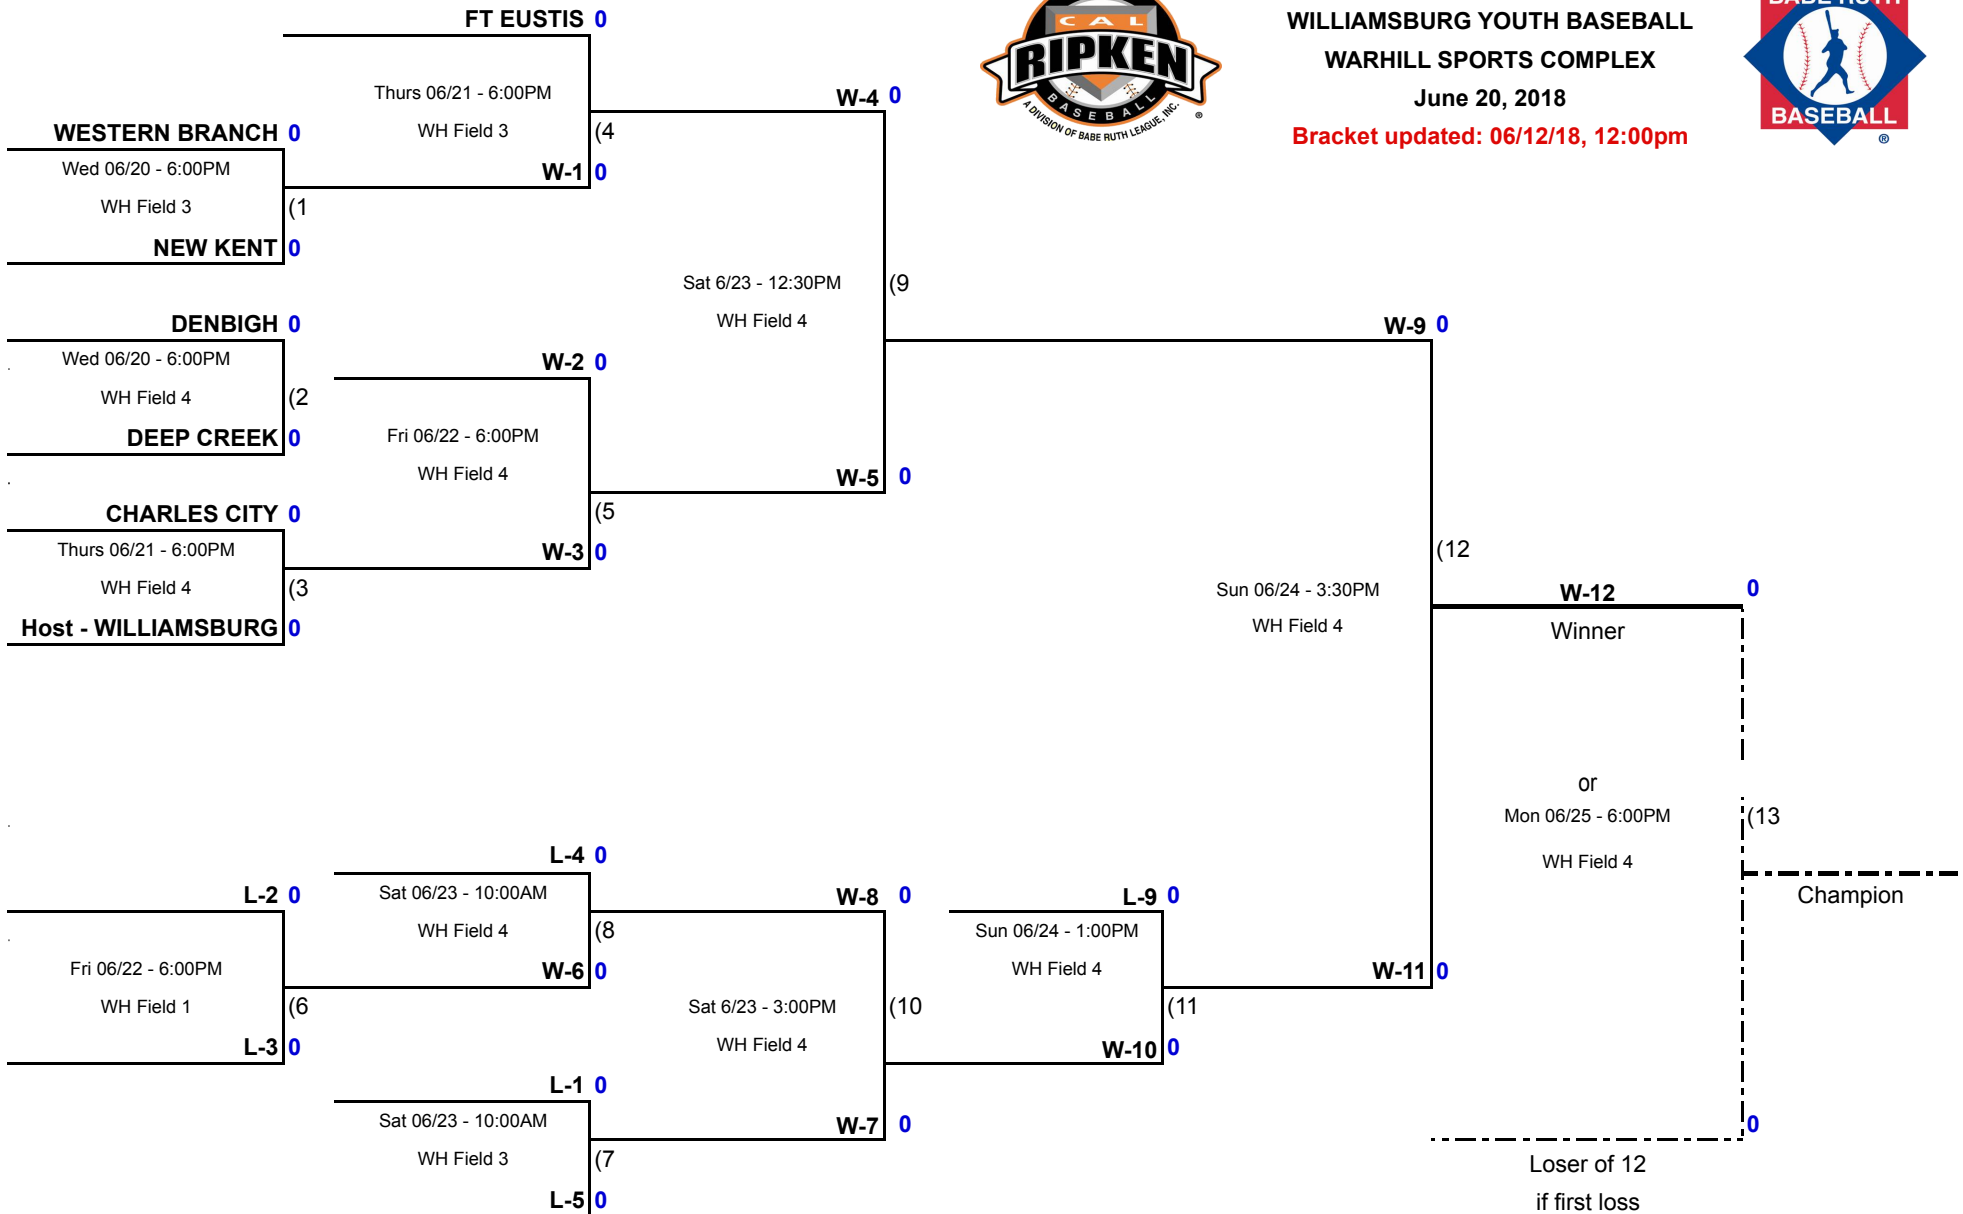 FT EUSTIS 0
CAL
RIPKEN
BASEBALL
A DIVISION OF BABE RUTH LEAGUE, INC.
®
WILLIAMSBURG YOUTH BASEBALL
WARHILL SPORTS COMPLEX
June 20, 2018
Bracket updated: 06/12/18, 12:00pm
BABE RUTH
BASEBALL
®
Thurs 06/21 - 6:00PM
WH Field 3
(4
W-4 0
WESTERN BRANCH 0
Wed 06/20 - 6:00PM
WH Field 3
(1
W-1 0
NEW KENT 0
Sat 6/23 - 12:30PM
WH Field 4
(9
DENBIGH 0
Wed 06/20 - 6:00PM
WH Field 4
(2
W-2 0
W-9 0
DEEP CREEK 0
Fri 06/22 - 6:00PM
WH Field 4
(5
W-5 0
CHARLES CITY 0
Thurs 06/21 - 6:00PM
WH Field 4
(3
W-3 0
Host - WILLIAMSBURG 0
(12
Sun 06/24 - 3:30PM
WH Field 4
W-12 0
Winner
or
Mon 06/25 - 6:00PM
WH Field 4
(13
Champion
L-4 0
Sat 06/23 - 10:00AM
WH Field 4
(8
W-8 0
L-9 0
L-2 0
Fri 06/22 - 6:00PM
WH Field 1
(6
W-6 0
Sun 06/24 - 1:00PM
WH Field 4
(11
W-11 0
L-3 0
Sat 6/23 - 3:00PM
WH Field 4
(10
W-10 0
L-1 0
Sat 06/23 - 10:00AM
WH Field 3
(7
W-7 0
0
L-5 0
Loser of 12
if first loss